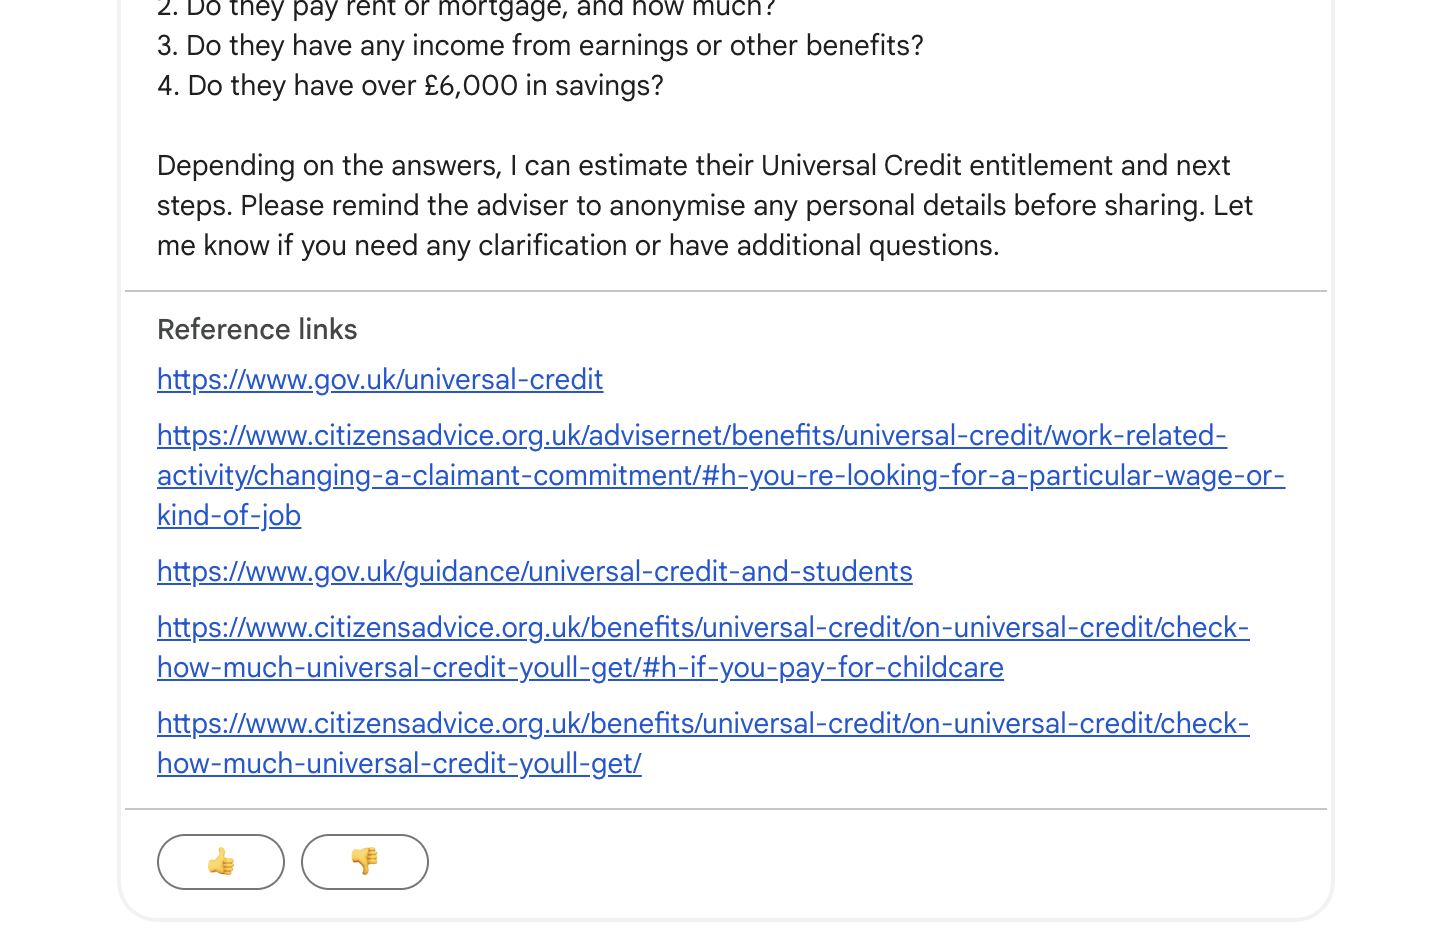 2. Do they pay rent or mortgage, and how much?
3. Do they have any income from earnings or other benefits?
4. Do they have over £6,000 in savings?
Depending on the answers, I can estimate their Universal Credit entitlement and next
steps. Please remind the adviser to anonymise any personal details before sharing. Let
me know if you need any clarification or have additional questions.
Reference links
https://www.gov.uk/universal-credit
https://www.citizensadvice.org.uk/advisernet/benefits/universal-credit/work-related-
activity/changing-a-claimant-commitment/#h-you-re-looking-for-a-particular-wage-or-
kind-of-job
https://www.gov.uk/guidance/universal-credit-and-students
https://www.citizensadvice.org.uk/benefits/universal-credit/on-universal-credit/check-
how-much-universal-credit-youll-get/#h-if-you-pay-for-childcare
https://www.citizensadvice.org.uk/benefits/universal-credit/on-universal-credit/check-
how-much-universal-credit-youll-get/